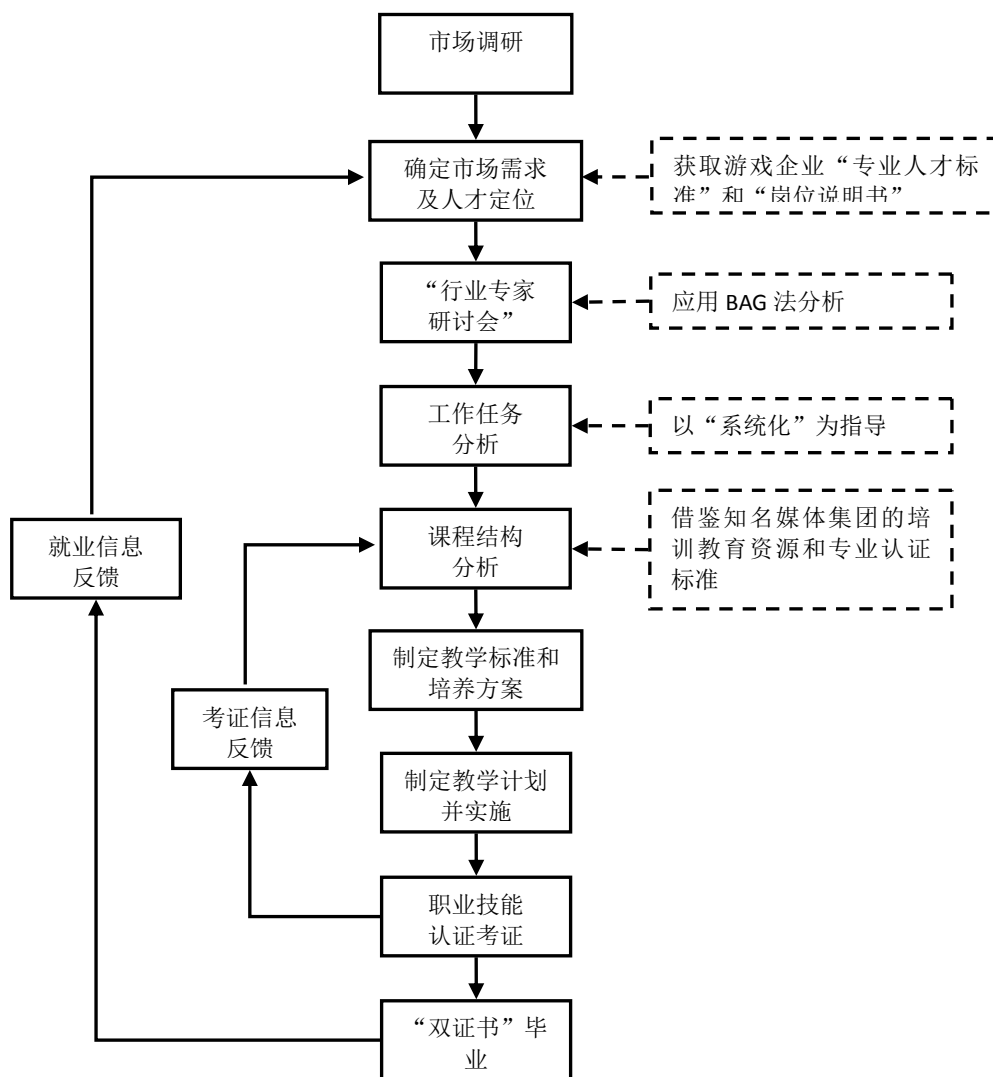 市场调研
确定市场需求
及人才定位
获取游戏企业“专业人才标
准”和“岗位说明书”
“行业专家
研讨会”
应用 BAG 法分析
工作任务
分析
以“系统化”为指导
课程结构
分析
借鉴知名媒体集团的培
训教育资源和专业认证
标准
就业信息
反馈
制定教学标准和
培养方案
考证信息
反馈
制定教学计划
并实施
职业技能
认证考证
“双证书”毕
业